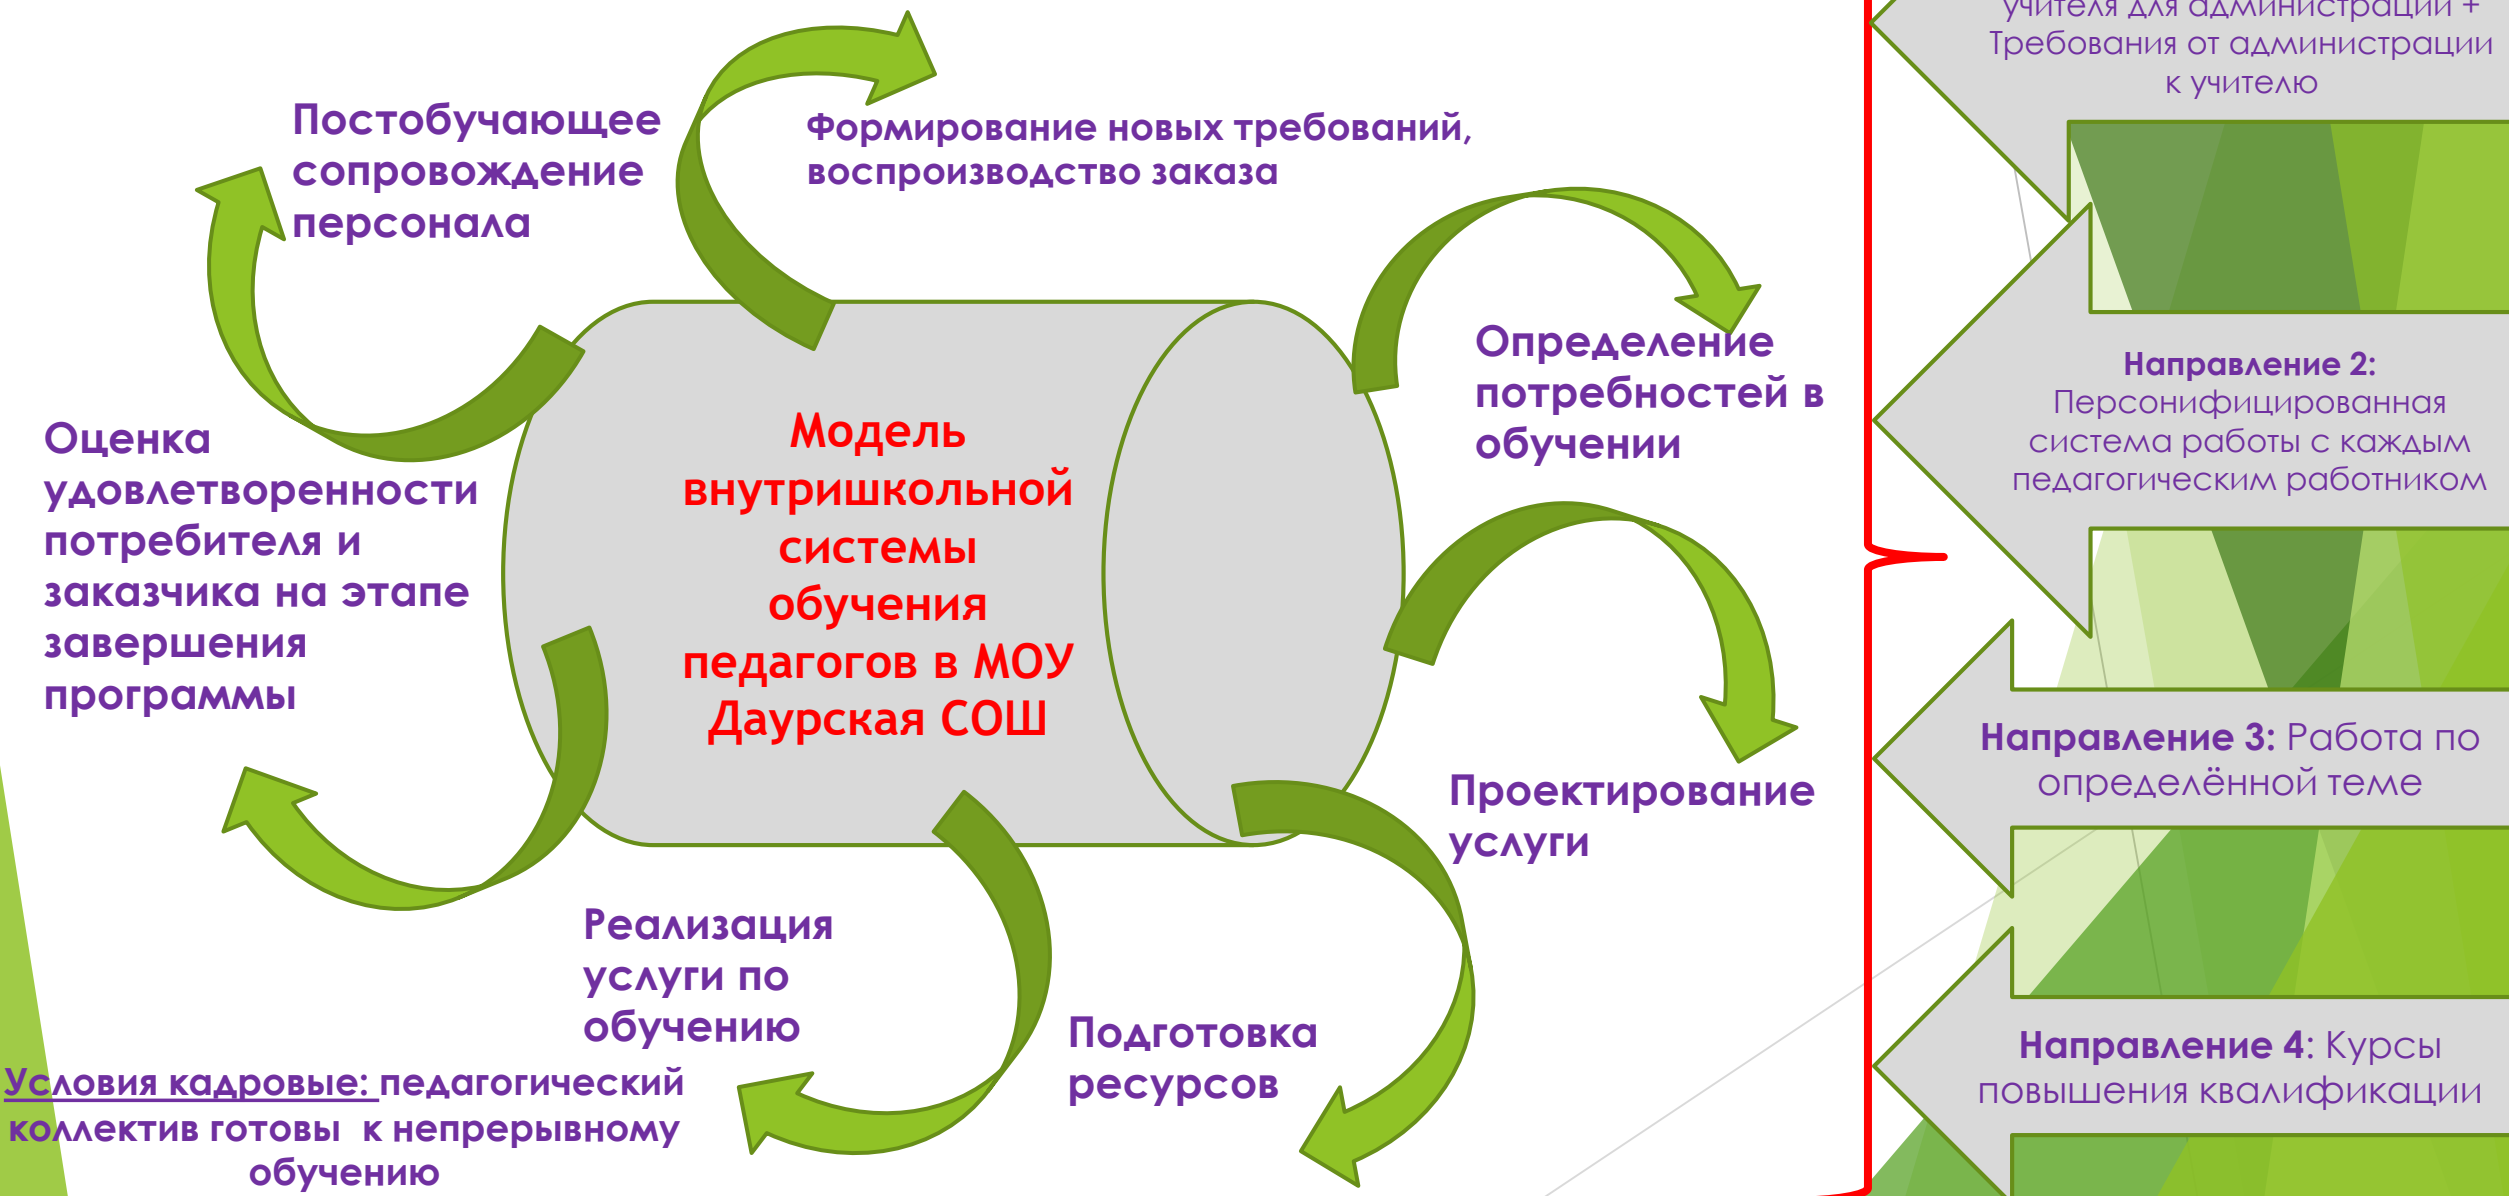 Постобучающее
сопровождение
персонала
Формирование новых требований,
воспроизводство заказа
Определение
потребностей в
обучении
Оценка
удовлетворенности
потребителя и
заказчика на этапе
завершения
программы
Модель
внутришкольной
системы
обучения
педагогов в МОУ
Даурская СОШ
Проектирование
услуги
Реализация
услуги по
обучению
Подготовка
ресурсов
Условия кадровые: педагогический
коллектив готовы к непрерывному
обучению
учителя для администрации +
Требования от администрации
к учителю
Направление 2:
Персонифицированная
система работы с каждым
педагогическим работником
Направление 3: Работа по
определённой теме
Направление 4: Курсы
повышения квалификации